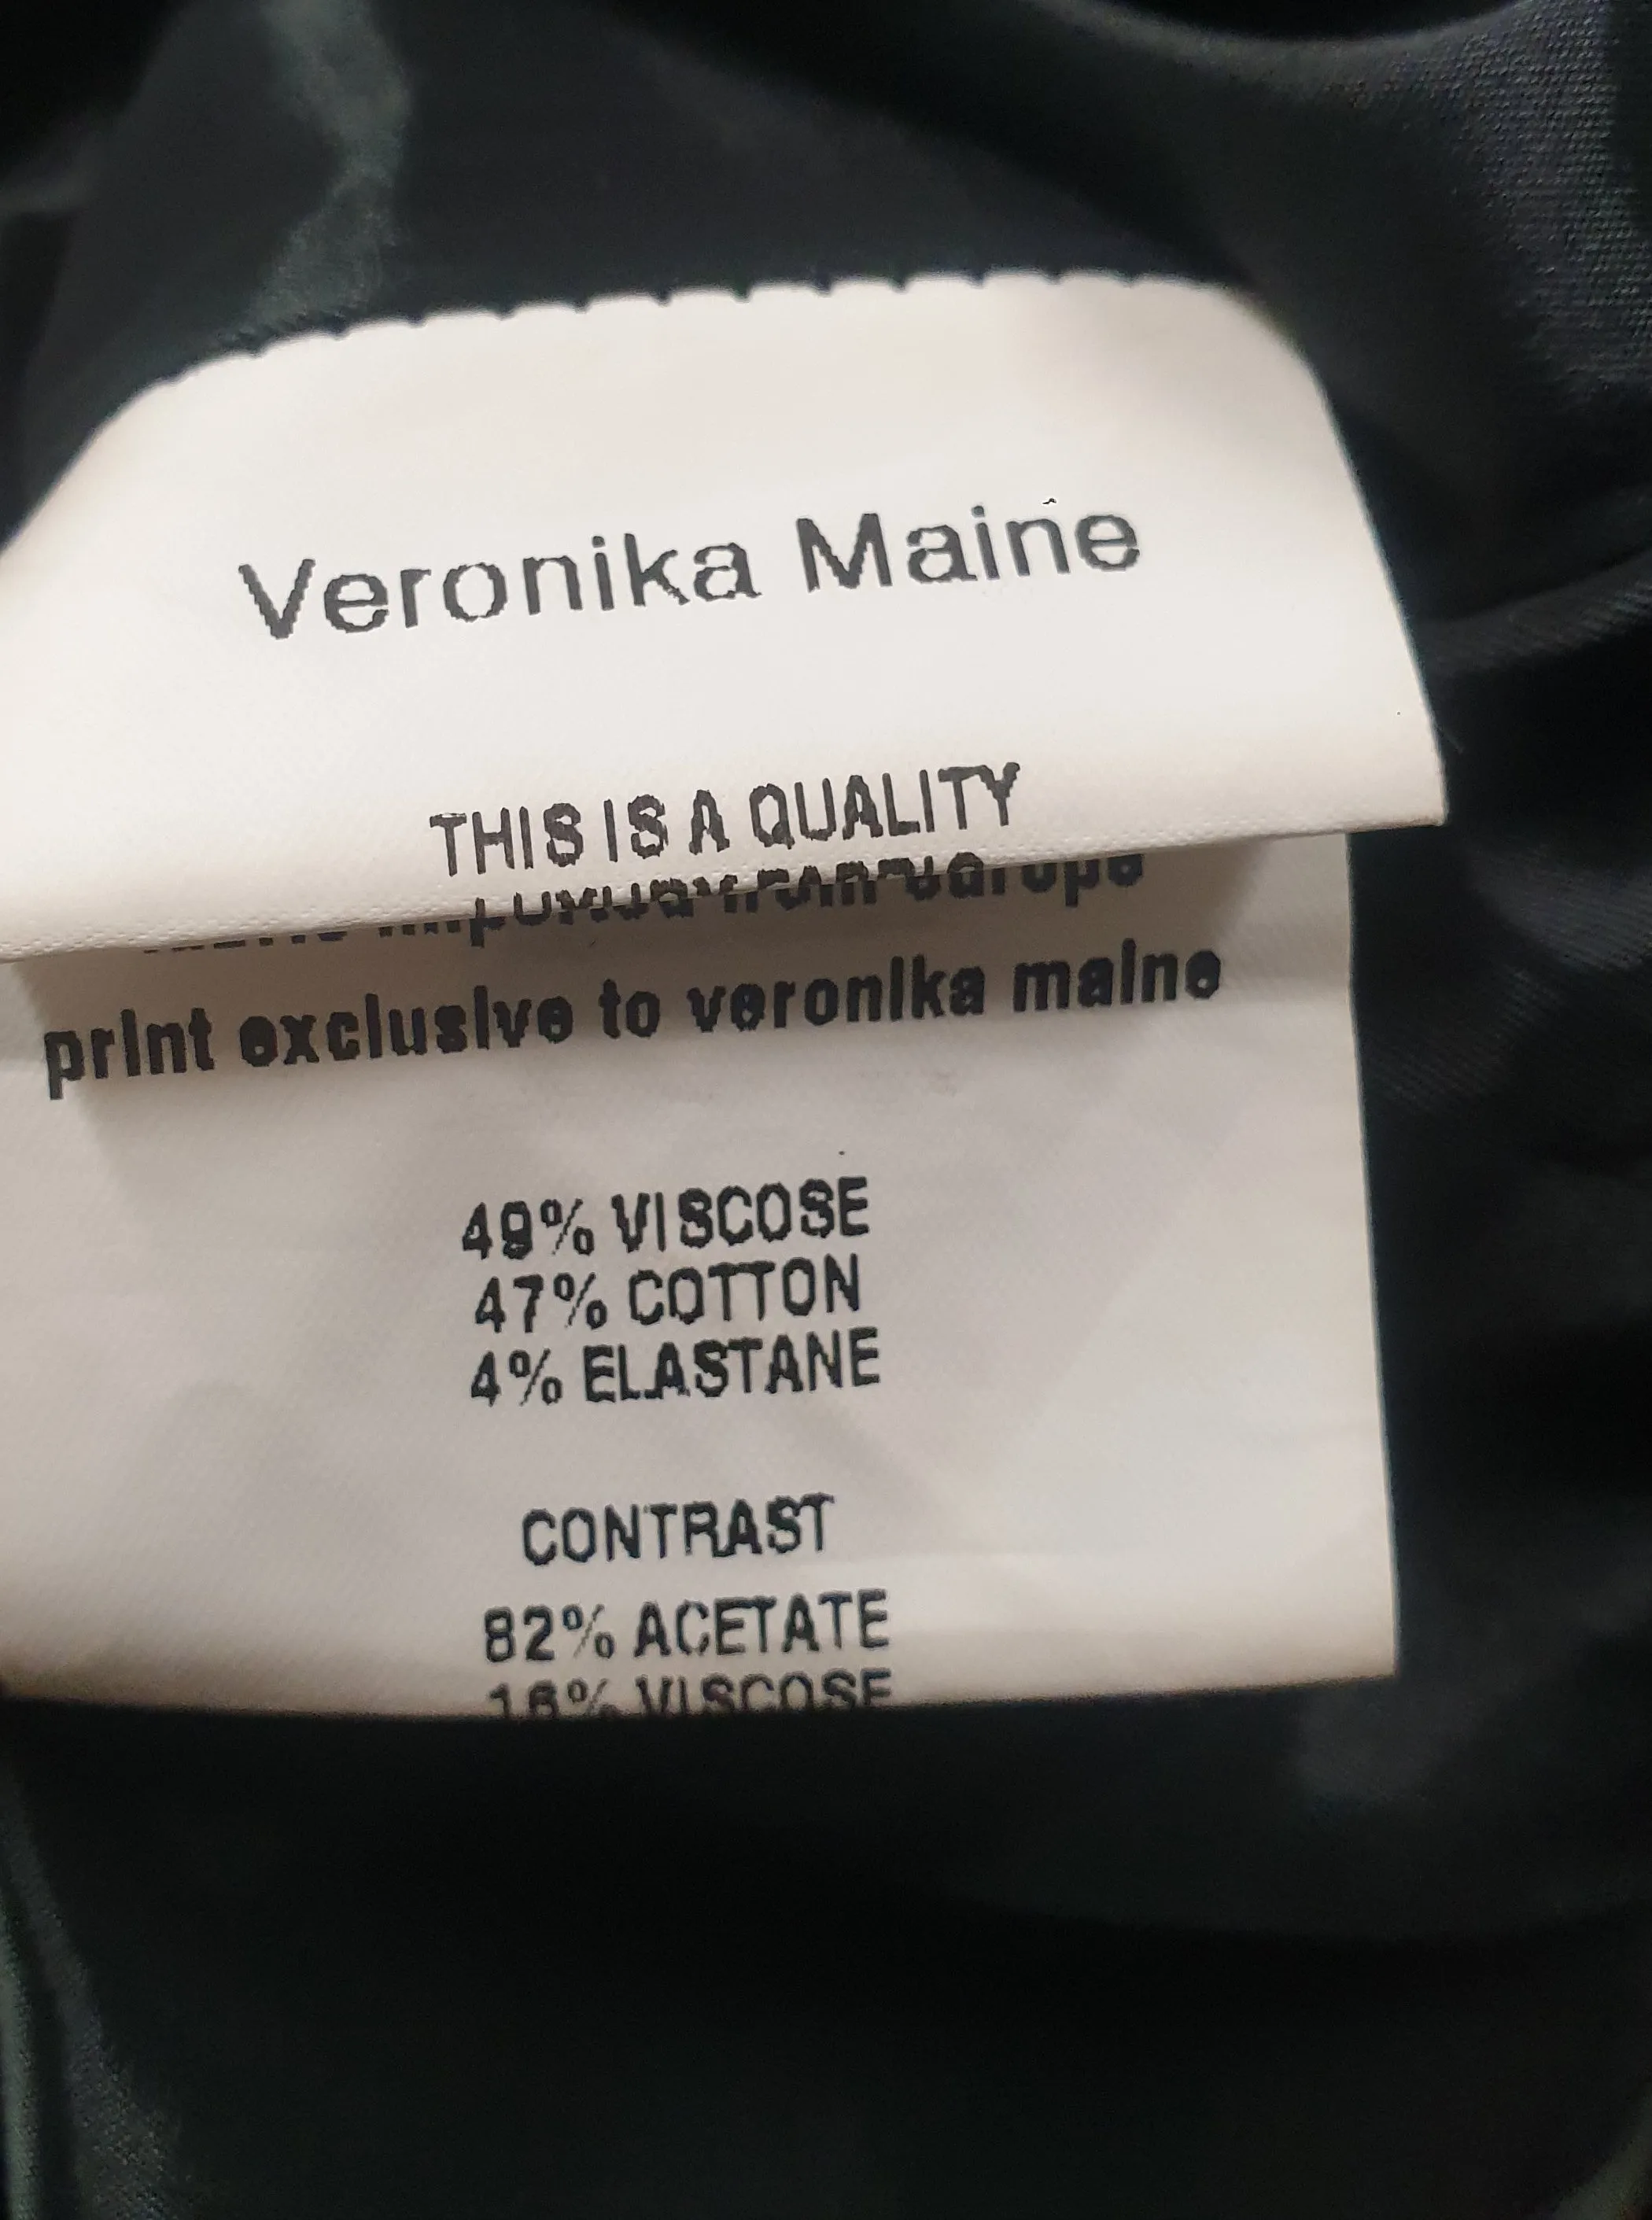 Veronika Maine
THIS IS A QUALITY
print exclusive to veronika maine
49% VISCOSE
47% COTTON
4% ELASTANE
CONTRAST
82% ACETATE
VISCOSE